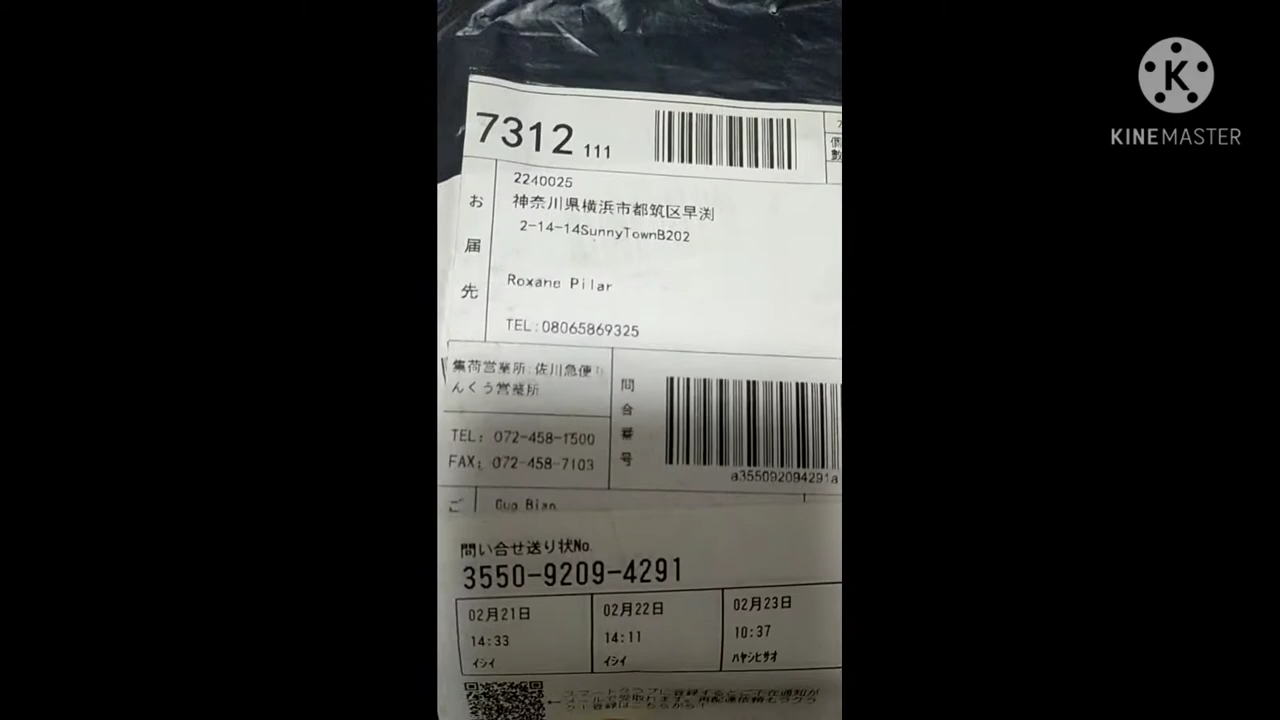 7312 111
2240025
神奈川県横浜市都筑区早渕
2-14-14SunnyTownB202
お届先
Roxane Pilar
TEL:08065869325
集荷営業所:佐川急便り
んくう営業所
TEL: 072-458-1500
FAX: 072-458-7103
問合番号
a355092094291a
ご
Guo Bian
問い合せ送り状No.
3550-9209-4291
02月21日
14:33
イシイ
02月22日
14:11
イシイ
02月23日
10:37
ハヤシヒサオ
K
KINEMASTER